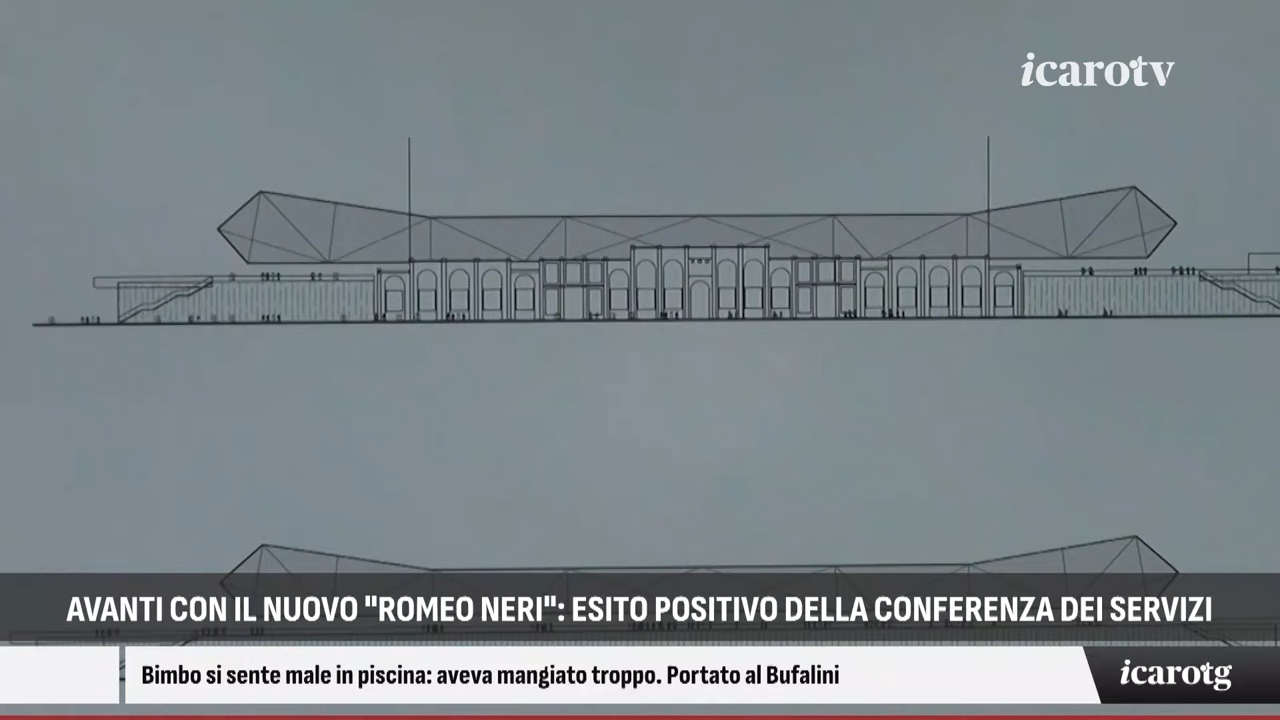 icarotv
AVANTI CON IL NUOVO "ROMEO NERI": ESITO POSITIVO DELLA CONFERENZA DEI SERVIZI
Bimbo si sente male in piscina: aveva mangiato troppo. Portato al Bufalini
icarotg